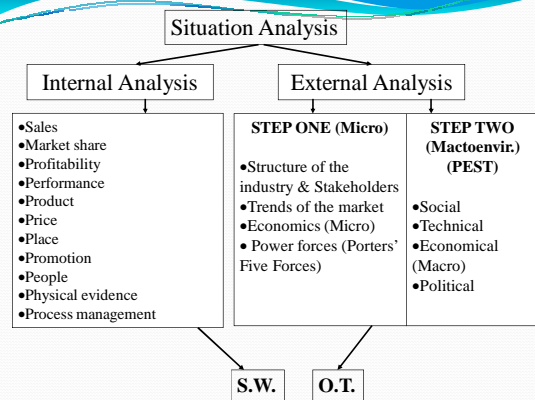 Situation Analysis
Internal Analysis
External Analysis
•Sales
•Market share
•Profitability
•Performance
•Product
•Price
•Place
•Promotion
•People
•Physical evidence
•Process management
STEP ONE (Micro)
•Structure of the
industry & Stakeholders
•Trends of the market
•Economics (Micro)
• Power forces (Porters’
Five Forces)
STEP TWO
(Mactoenvir.)
(PEST)
•Social
•Technical
•Economical
(Macro)
•Political
S.W.
O.T.